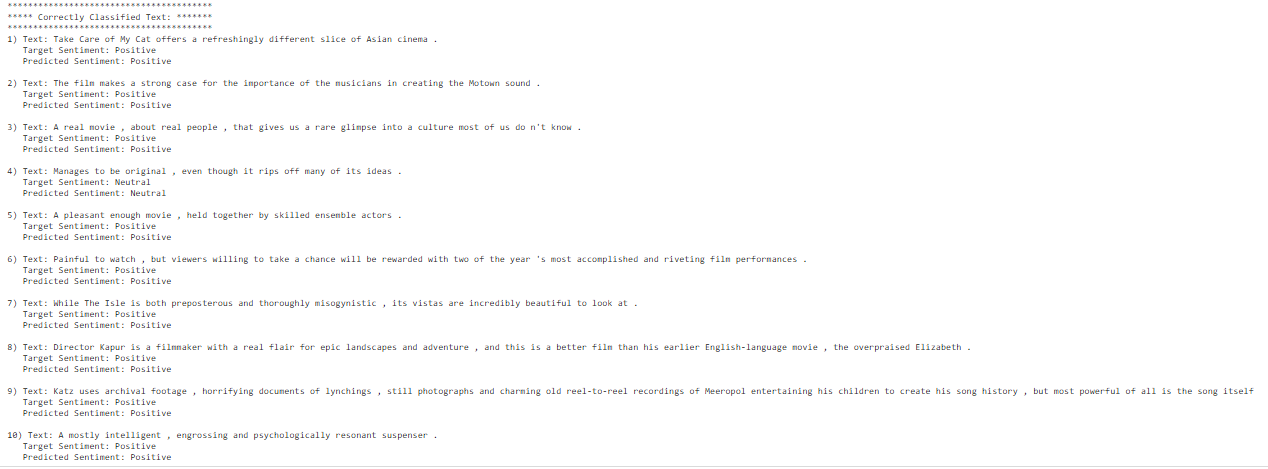 ****************************************
***** Correctly Classified Text: *******
****************************************
1) Text: Take Care of My Cat offers a refreshingly different slice of Asian cinema .
Target Sentiment: Positive
Predicted Sentiment: Positive
2) Text: The film makes a strong case for the importance of the musicians in creating the Motown sound .
Target Sentiment: Positive
Predicted Sentiment: Positive
3) Text: A real movie , about real people , that gives us a rare glimpse into a culture most of us do n't know .
Target Sentiment: Positive
Predicted Sentiment: Positive
4) Text: Manages to be original , even though it rips off many of its ideas .
Target Sentiment: Neutral
Predicted Sentiment: Neutral
5) Text: A pleasant enough movie , held together by skilled ensemble actors .
Target Sentiment: Positive
Predicted Sentiment: Positive
6) Text: Painful to watch , but viewers willing to take a chance will be rewarded with two of the year 's most accomplished and riveting film performances .
Target Sentiment: Positive
Predicted Sentiment: Positive
7) Text: While The Isle is both preposterous and thoroughly misogynistic , its vistas are incredibly beautiful to look at .
Target Sentiment: Positive
Predicted Sentiment: Positive
8) Text: Director Kapur is a filmmaker with a real flair for epic landscapes and adventure , and this is a better film than his earlier English-language movie , the overpraised Elizabeth .
Target Sentiment: Positive
Predicted Sentiment: Positive
9) Text: Katz uses archival footage , horrifying documents of lynchings , still photographs and charming old reel-to-reel recordings of Meeropol entertaining his children to create his song history , but most powerful of all is the song itself
Target Sentiment: Positive
Predicted Sentiment: Positive
10) Text: A mostly intelligent , engrossing and psychologically resonant suspenser .
Target Sentiment: Positive
Predicted Sentiment: Positive